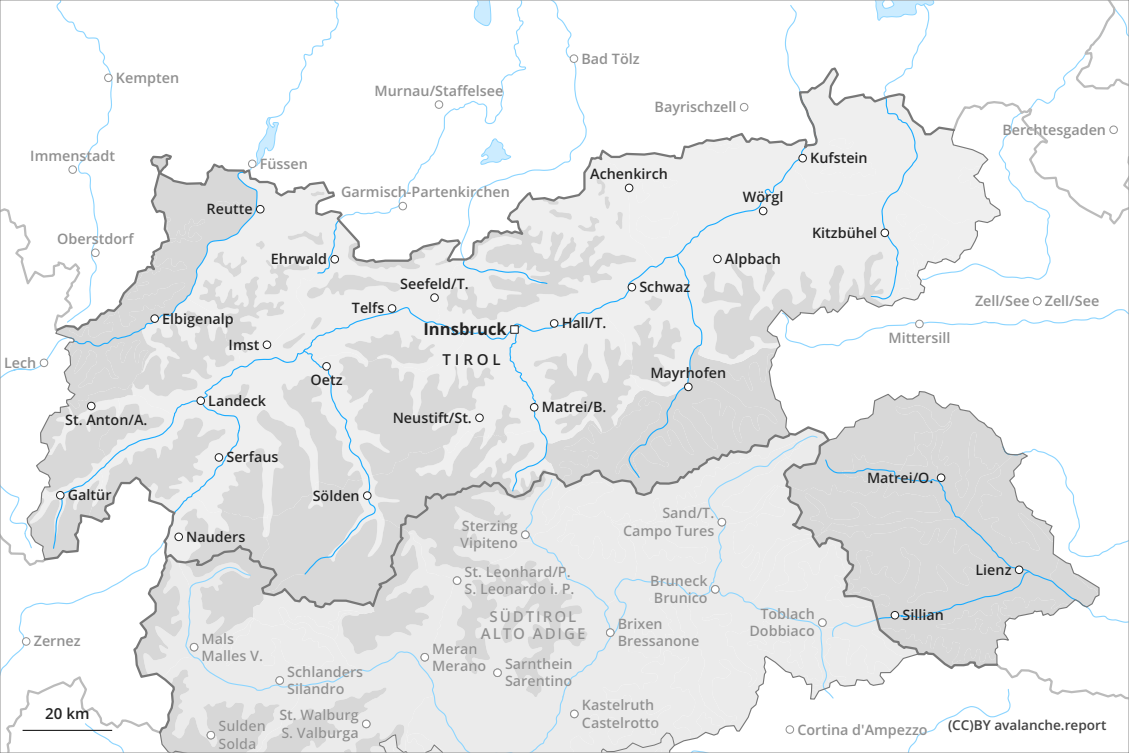 Kempten
Bad Tölz
Murnau/Staffelsee
Bayrischzell
Berchtesgaden
Immenstadt
Füssen
Kufstein
Achenkirch
Garmisch-Partenkirchen
Reutte
Wörgl
Oberstdorf
Kitzbühel
Ehrwald
Alpbach
Seefeld/T.
Schwaz
Zell/See
Zell/See
Telfs
Elbigenalp
Innsbruck
Hall/T.
Mittersill
Imst
TIROL
Lech
Oetz
Mayrhofen
Landeck
St. Anton/A.
Neustift/St.
Matrei/B.
Serfaus
Matrei/O.
Galtür
Sölden
Sand/T.
Campo Tures
Sterzing
Vipiteno
Nauders
Lienz
St. Leonhard/P.
S. Leonardo i. P.
Bruneck
Brunico
SÜDTIROL
ALTO ADIGE
Toblach
Dobbiaco
Sillian
Brixen
Bressanone
Zernez
Mals
Malles V.
Meran
Merano
Sarnthein
Sarentino
Schlanders
Silandro
Kastelruth
Castelrotto
St. Walburg
S. Valburga
Sulden
Solda
20 km
Cortina d'Ampezzo
(CC)BY avalanche.report